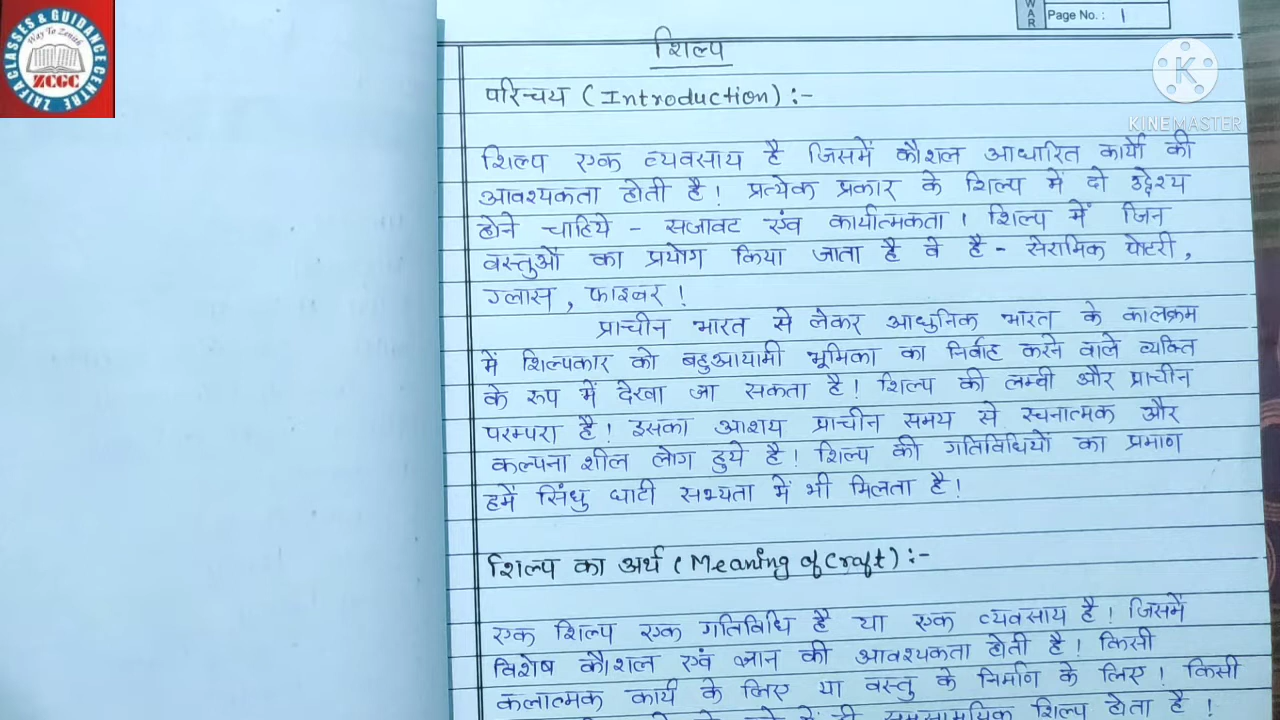 ZAIFA CLASSES & GUIDANCE CENTRE
Way To Zenith
ZCGC
WAR
Page No.: 1
K
KINEMASTER
शिल्प
परिचय (Introduction) :-
शिल्प एक व्यवसाय है जिसमें कौशल आधारित कार्यो की
आवश्यकता होती है! प्रत्येक प्रकार के शिल्प में दो उद्देश्य
होने चाहिये - सजावट एंव कार्यात्मकता । शिल्प में जिन
वस्तुओं का प्रयोग किया जाता है वे है - सेरामिक पोटरी,
ग्लास, फाइबर !
प्राचीन भारत से लेकर आधुनिक भारत के कालक्रम
में शिल्पकार को बहुआयामी भूमिका का निर्वाह करने वाले व्यक्ति
के रूप में देखा जा सकता है! शिल्प की लम्बी और प्राचीन
परम्परा है! इसका आशय प्राचीन समय से रचनात्मक और
कल्पना शील लोग हुये है! शिल्प की गतिविधियों का प्रमाण
हमें सिंधु घाटी सभ्यता में भी मिलता है!
शिल्प का अर्थ (Meaning of Craft) :-
एक शिल्प एक गतिविधि है या एक व्यवसाय है! जिसमें
विशेष कौशल एवं ज्ञान की आवश्यकता होती है! किसी
कलात्मक कार्य के लिए या वस्तु के निर्माण के लिए! किसी
समसामयिक शिल्प होता है !